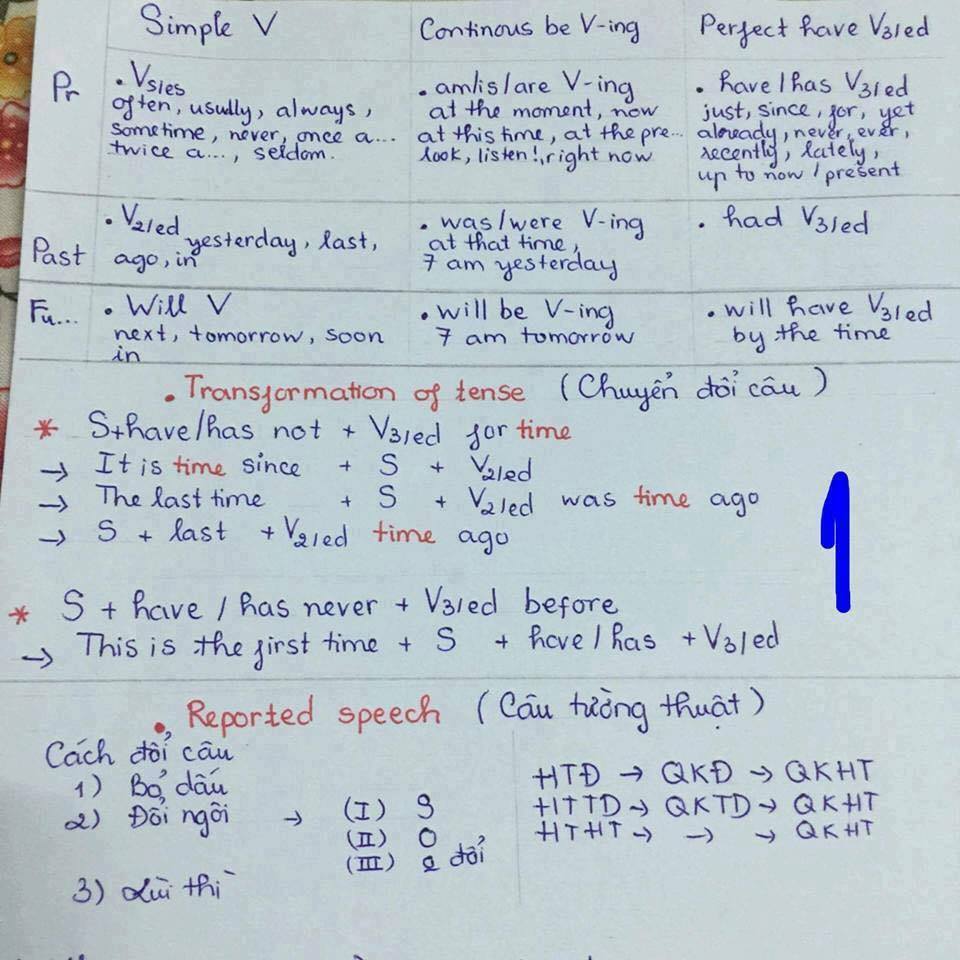 Simple V
Continous be V-ing
Perfect have V3/ed
Pr
• Vs/es
often, usully, always,
sometime, never, once a...
twice a..., seldom.
• am/is/are V-ing
at the moment, now
at this time, at the pre...
look, listen!, right now
• have/has V3/ed
just, since, for, yet
already, never, ever,
recently, lately,
up to now / present
Past
• V2/ed
yesterday, last,
ago, in
• was/were V-ing
at that time,
7 am yesterday
• had V3/ed
Fu...
• Will V
next, tomorrow, soon
in
• will be V-ing
7 am tomorrow
• will have V3/ed
by the time
• Transformation of tense (Chuyển đổi câu)
* S+have/has not + V3/ed for time
→ It is time since + S + V2/ed
→ The last time + S + V2/ed was time ago
→ S + last + V2/ed time ago
1
* S + have / has never + V3/ed before
→ This is the first time + S + have / has + V3/ed
• Reported speech (Câu tường thuật)
Cách đổi câu
1) Bỏ dấu
2) Đổi ngôi → (I) S
(II) O
(III) đổi
3) Lùi thì
HTĐ → QKĐ → QKHT
HTTD → QKTD → QKHT
HTHT → → → QKHT